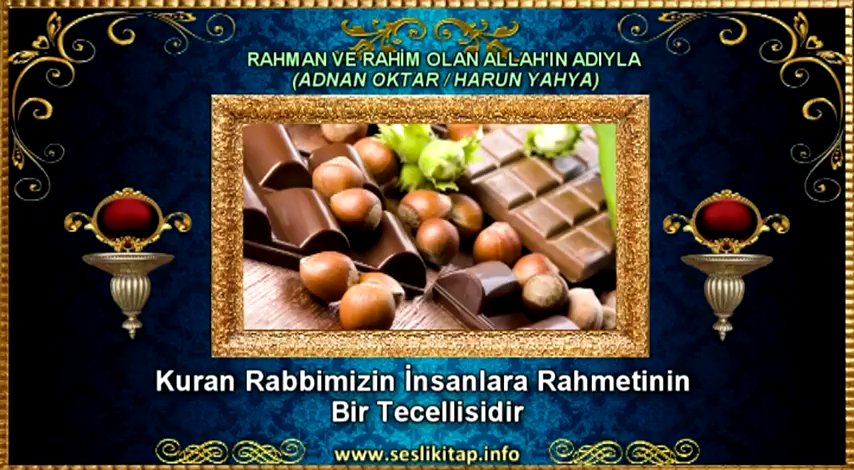 RAHMAN VE RAHİM OLAN ALLAH'IN ADIYLA
(ADNAN OKTAR / HARUN YAHYA)
Kuran Rabbimizin İnsanlara Rahmetinin
Bir Tecellisidir
www.seslikitap.info